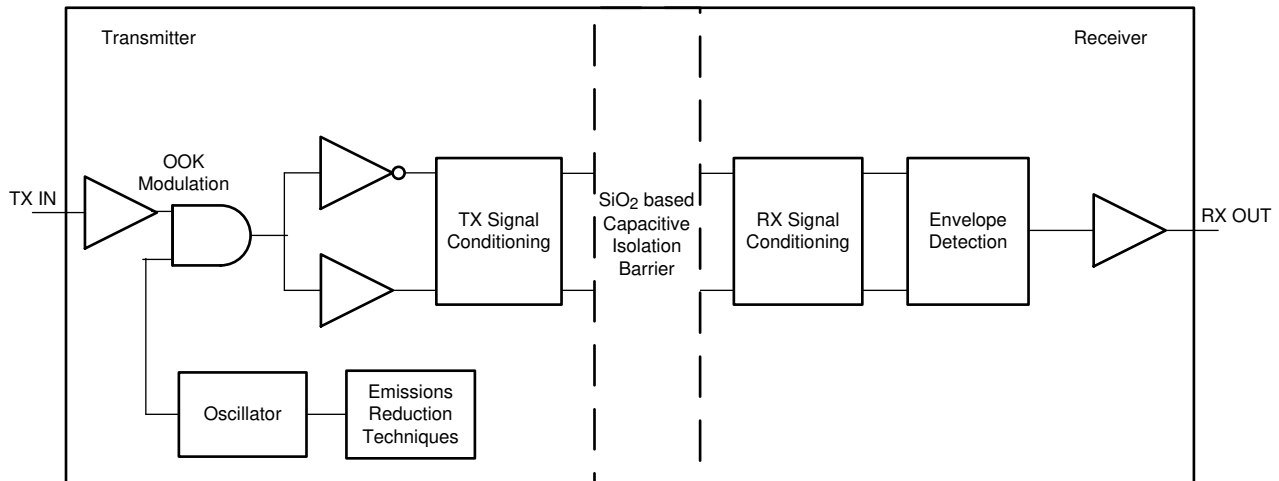 Transmitter
Receiver
OOK
Modulation
TX IN
TX Signal
Conditioning
SiO2 based
Capacitive
Isolation
Barrier
RX Signal
Conditioning
Envelope
Detection
RX OUT
Oscillator
Emissions
Reduction
Techniques